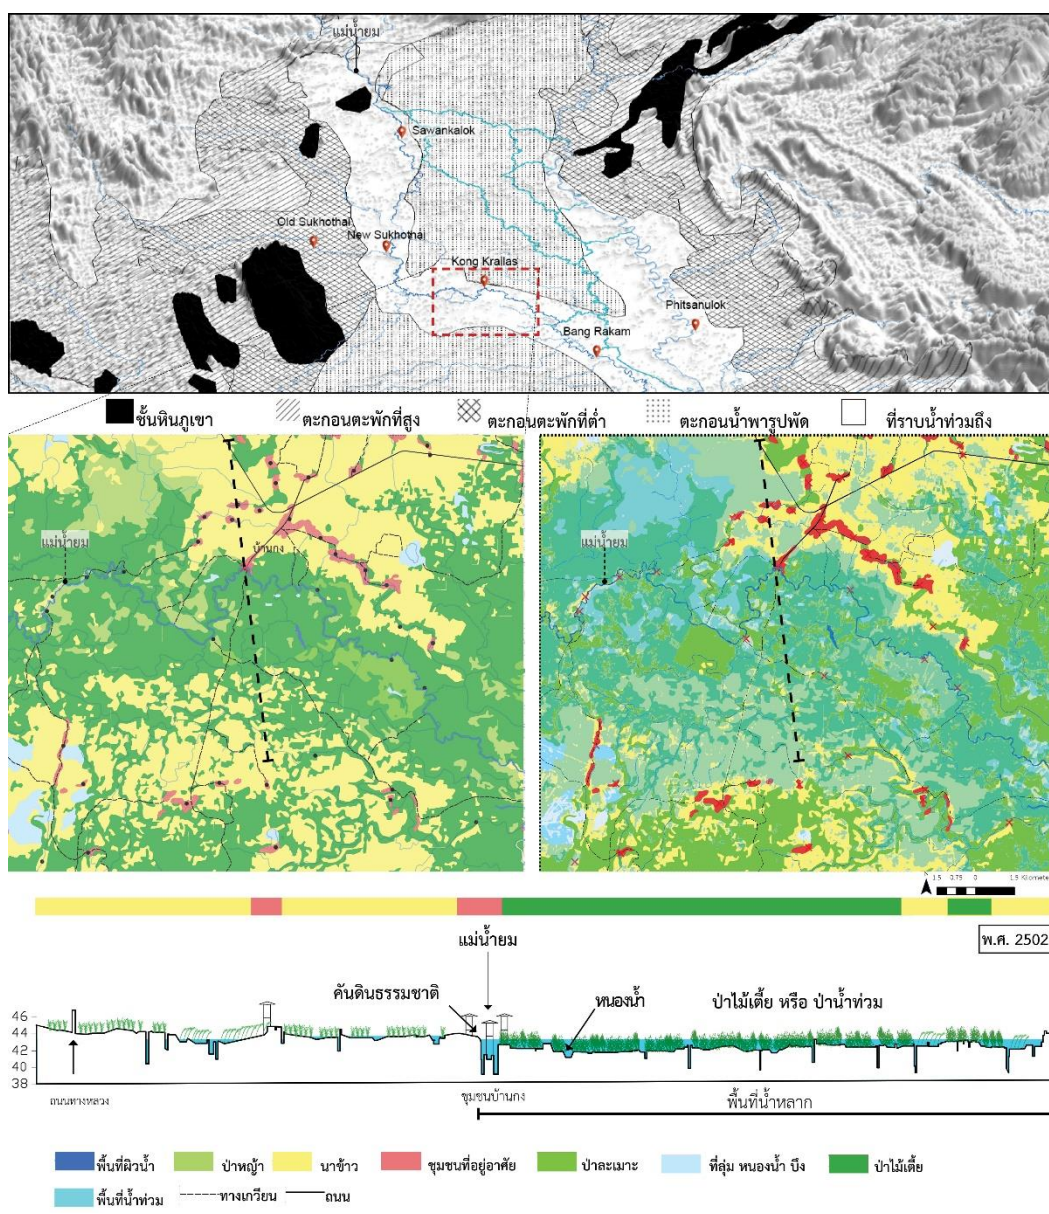 แม่น้ำยม
Sawankalok
Old Sukhothai
New Sukhothai
Kong Krailas
Phitsanulok
Bang Rakam
ชั้นหินภูเขา
ตะกอนตะพักที่สูง
ตะกอนตะพักที่ต่ำ
ตะกอนน้ำพารูปพัด
ที่ราบน้ำท่วมถึง
แม่น้ำยม
บ้านกง
แม่น้ำยม
1.5 0.75 0 1.5 Kilometers
แม่น้ำยม
พ.ศ. 2502
คันดินธรรมชาติ
หนองน้ำ
ป่าไม้เตี้ย หรือ ป่าน้ำท่วม
46
44
42
40
38
ถนนทางหลวง
ชุมชนบ้านกง
พื้นที่น้ำหลาก
พื้นที่ผิวน้ำ
ป่าหญ้า
นาข้าว
ชุมชนที่อยู่อาศัย
ป่าละเมาะ
ที่ลุ่ม หนองน้ำ บึง
ป่าไม้เตี้ย
พื้นที่น้ำท่วม
ทางเกวียน
ถนน